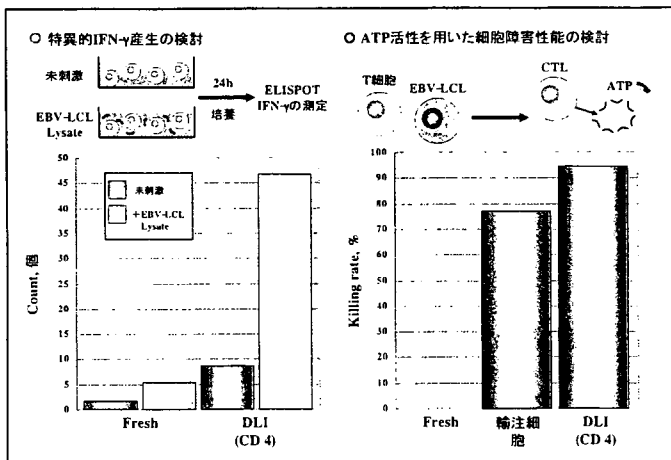 ○ 特異的IFN-γ産生の検討
未刺激
EBV-LCL
Lysate
24h
培養
ELISPOT
IFN-γの測定
Count, 個
50
45
40
35
30
25
20
15
10
5
0
未刺激
+EBV-LCL
Lysate
Fresh
DLI
(CD 4)
○ ATP活性を用いた細胞障害性能の検討
T細胞
EBV-LCL
CTL
ATP
Killing rate, %
100
90
80
70
60
50
40
30
20
10
0
Fresh
輸注細
胞
DLI
(CD 4)